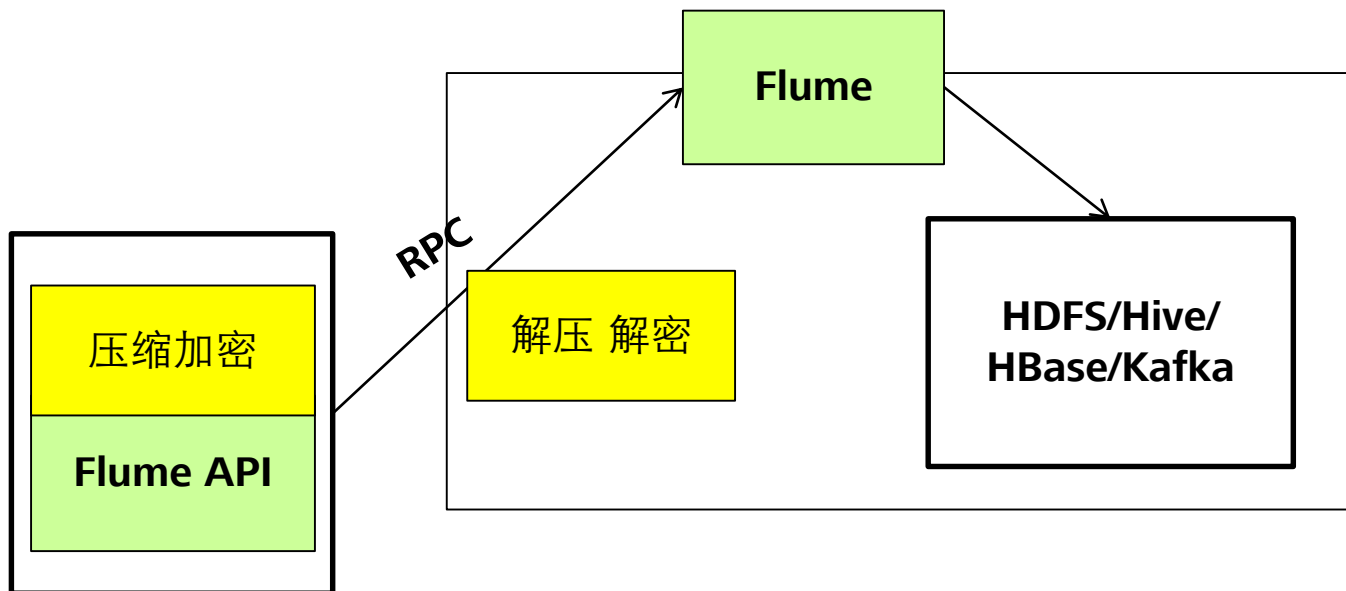 Flume
RPC
压缩加密
Flume API
解压 解密
HDFS/Hive/
HBase/Kafka